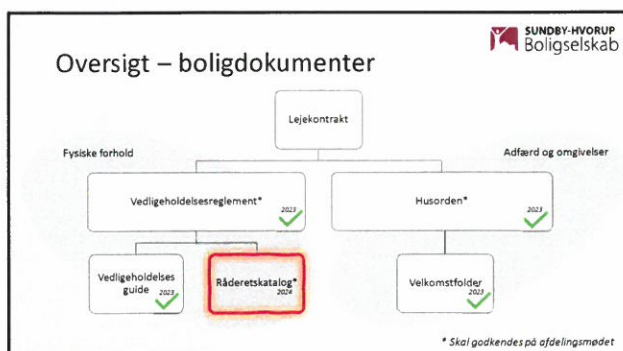 SUNDBY-HVORUP
Boligselskab
Oversigt – boligdokumenter
Lejekontrakt
Fysiske forhold
Adfærd og omgivelser
Vedligeholdelsesreglement*
2023
Husorden*
2023
Vedligeholdelses
guide
2023
Råderetskatalog*
2024
Velkomstfolder
2023
* Skal godkendes på afdelingsmødet